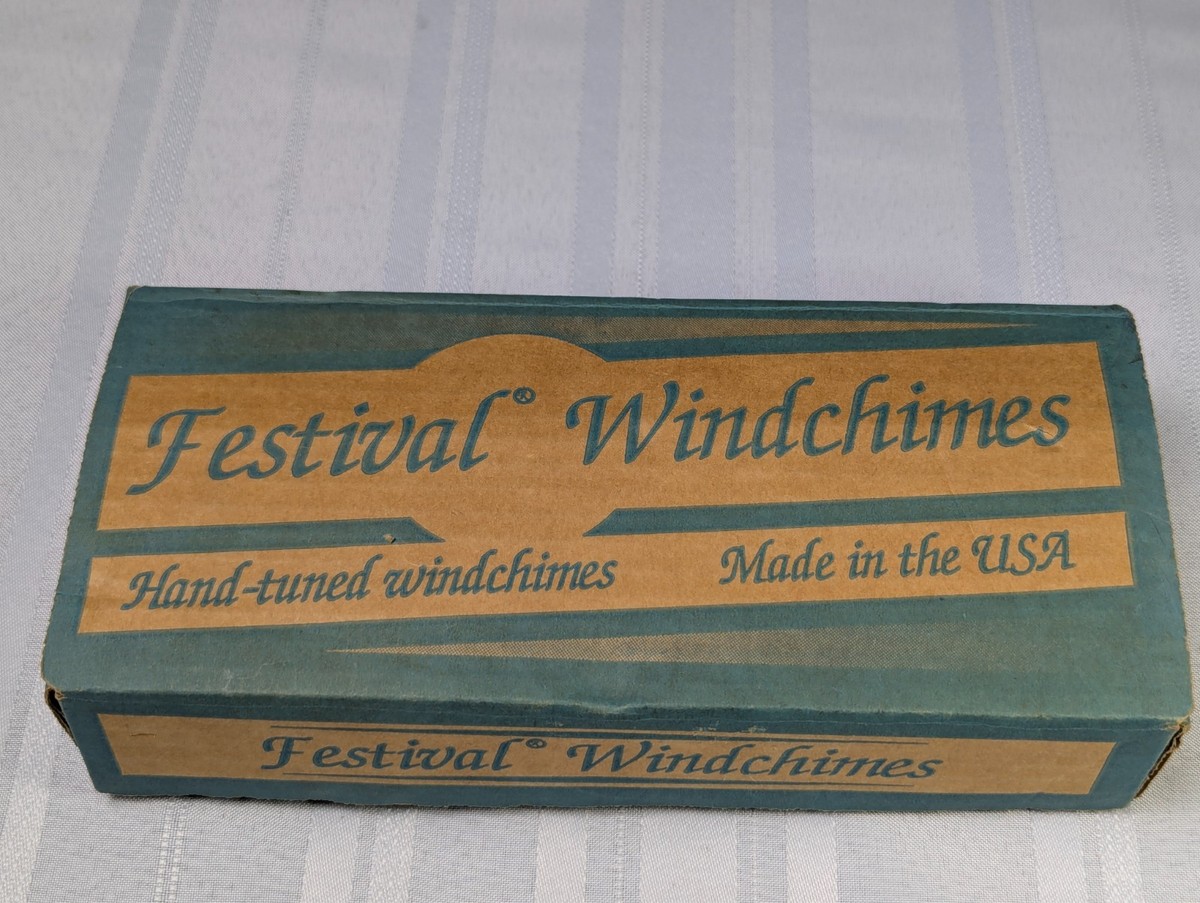 Festival® Windchimes
Hand-tuned windchimes Made in the USA
Festival® Windchimes